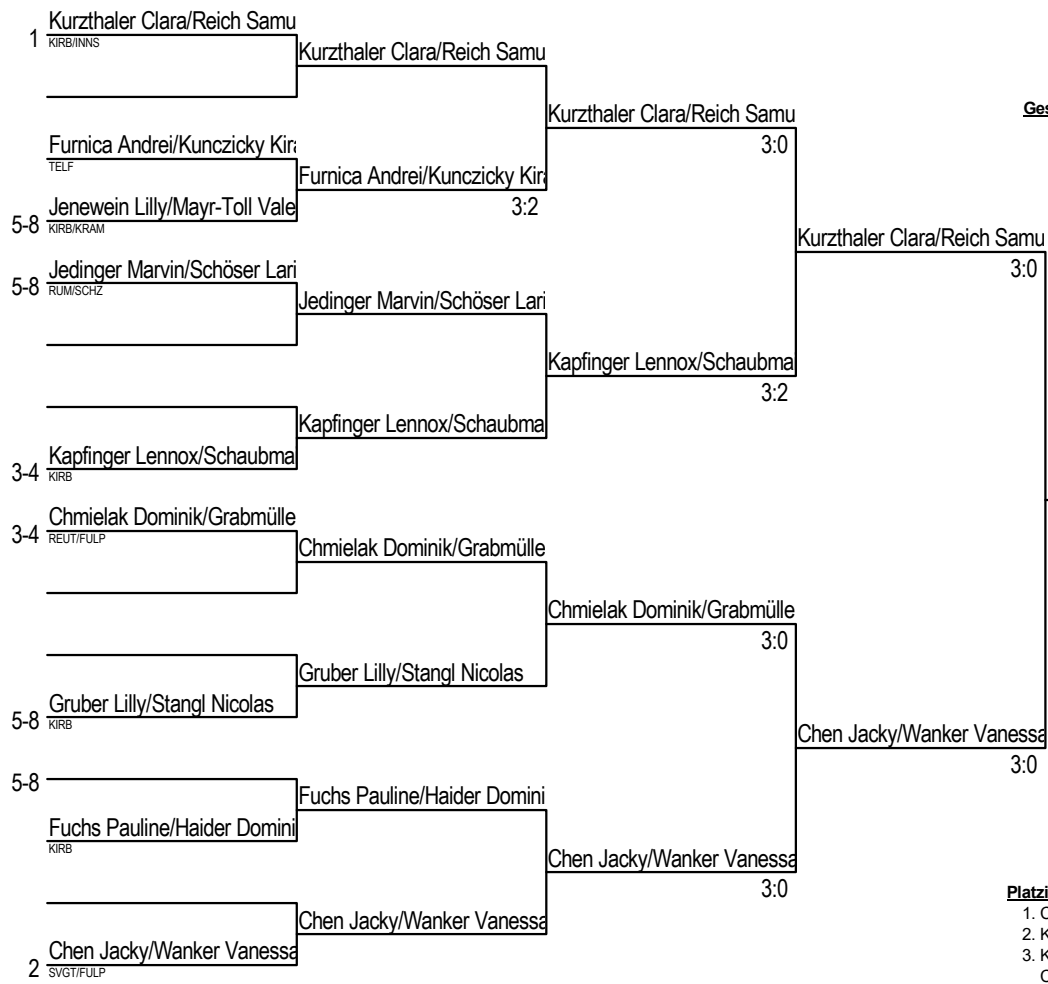 Kurzthaler Clara/Reich Samu
1 KIRB/INNS
Kurzthaler Clara/Reich Samu
Kurzthaler Clara/Reich Samu
3:0
Ges
Furnica Andrei/Kunczicky Kira
TELF
Furnica Andrei/Kunczicky Kira
3:2
Jenewein Lilly/Mayr-Toll Vale
5-8 KIRB/KRAM
Kurzthaler Clara/Reich Samu
3:0
Jedinger Marvin/Schöser Lari
5-8 RUM/SCHZ
Jedinger Marvin/Schöser Lari
Kapfinger Lennox/Schaubma
3:2
Kapfinger Lennox/Schaubma
Kapfinger Lennox/Schaubma
3-4 KIRB
Chmielak Dominik/Grabmülle
3-4 REUT/FULP
Chmielak Dominik/Grabmülle
Chmielak Dominik/Grabmülle
3:0
Gruber Lilly/Stangl Nicolas
Gruber Lilly/Stangl Nicolas
5-8 KIRB
Chen Jacky/Wanker Vanessa
3:0
5-8
Fuchs Pauline/Haider Domini
Fuchs Pauline/Haider Domini
KIRB
Chen Jacky/Wanker Vanessa
3:0
Chen Jacky/Wanker Vanessa
Chen Jacky/Wanker Vanessa
2 SVGT/FULP
Platzi
1. C
2. K
3. K
C